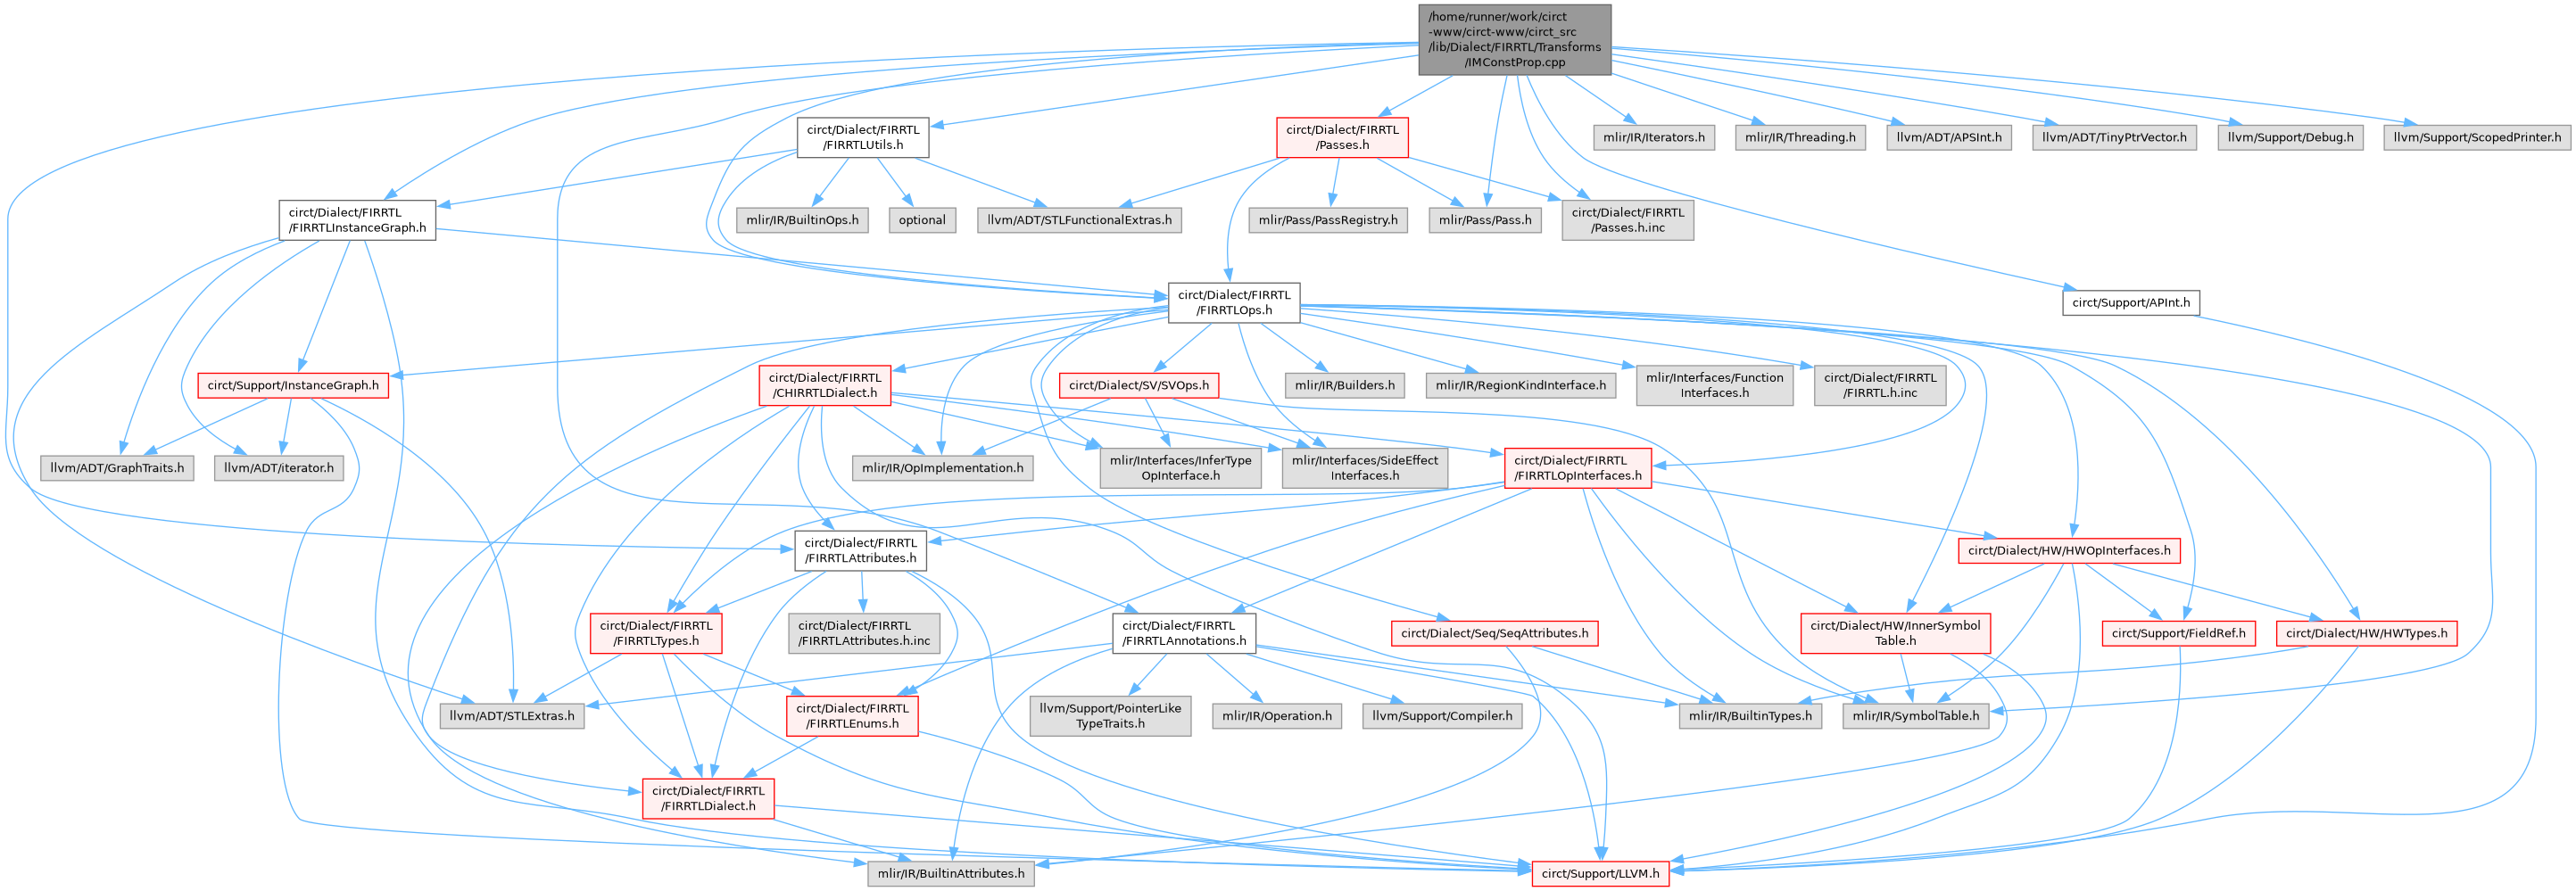 /home/runner/work/circt
-www/circt-www/circt_src
/lib/Dialect/FIRRTL/Transforms
/IMConstProp.cpp
circt/Dialect/FIRRTL
/FIRRTLUtils.h
circt/Dialect/FIRRTL
/Passes.h
mlir/IR/Iterators.h
mlir/IR/Threading.h
llvm/ADT/APSInt.h
llvm/ADT/TinyPtrVector.h
llvm/Support/Debug.h
llvm/Support/ScopedPrinter.h
circt/Dialect/FIRRTL
/FIRRTLInstanceGraph.h
mlir/IR/BuiltinOps.h
optional
llvm/ADT/STLFunctionalExtras.h
mlir/Pass/PassRegistry.h
mlir/Pass/Pass.h
circt/Dialect/FIRRTL
/Passes.h.inc
circt/Dialect/FIRRTL
/FIRRTLOps.h
circt/Support/APInt.h
circt/Support/InstanceGraph.h
circt/Dialect/FIRRTL
/CHIRRTLDialect.h
circt/Dialect/SV/SVOps.h
mlir/IR/Builders.h
mlir/IR/RegionKindInterface.h
mlir/Interfaces/Function
Interfaces.h
circt/Dialect/FIRRTL
/FIRRTL.h.inc
llvm/ADT/GraphTraits.h
llvm/ADT/iterator.h
mlir/IR/OpImplementation.h
mlir/Interfaces/InferType
OpInterface.h
mlir/Interfaces/SideEffect
Interfaces.h
circt/Dialect/FIRRTL
/FIRRTLOpInterfaces.h
circt/Dialect/FIRRTL
/FIRRTLAttributes.h
circt/Dialect/HW/HWOpInterfaces.h
circt/Dialect/FIRRTL
/FIRRTLTypes.h
circt/Dialect/FIRRTL
/FIRRTLAttributes.h.inc
circt/Dialect/FIRRTL
/FIRRTLAnnotations.h
circt/Dialect/Seq/SeqAttributes.h
circt/Dialect/HW/InnerSymbol
Table.h
circt/Support/FieldRef.h
circt/Dialect/HW/HWTypes.h
llvm/ADT/STLExtras.h
circt/Dialect/FIRRTL
/FIRRTLEnums.h
llvm/Support/PointerLike
TypeTraits.h
mlir/IR/Operation.h
llvm/Support/Compiler.h
mlir/IR/BuiltinTypes.h
mlir/IR/SymbolTable.h
circt/Dialect/FIRRTL
/FIRRTLDialect.h
mlir/IR/BuiltinAttributes.h
circt/Support/LLVM.h